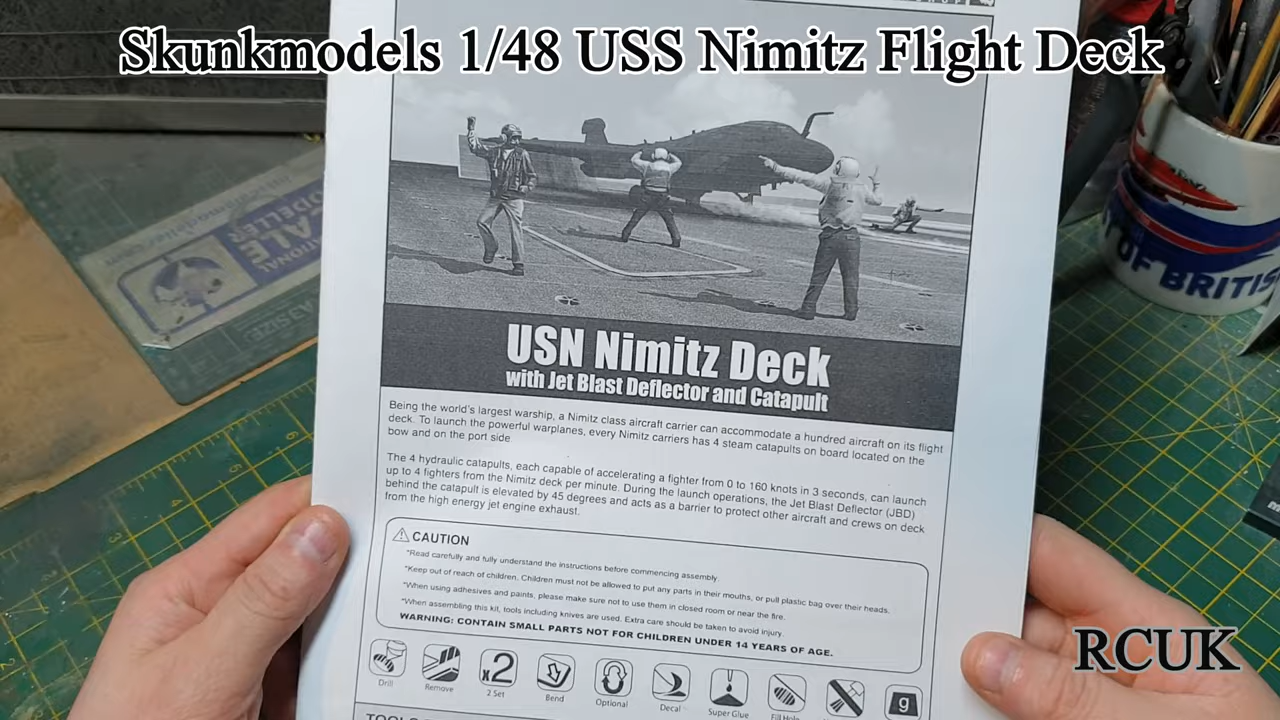 Skunkmodels 1/48 USS Nimitz Flight Deck
USN Nimitz Deck
with Jet Blast Deflector and Catapult
Being the world's largest warship, a Nimitz class aircraft carrier can accommodate a hundred aircraft on its flight
deck. To launch the powerful warplanes, every Nimitz carriers has 4 steam catapults on board located on the
bow and on the port side
The 4 hydraulic catapults, each capable of accelerating a fighter from 0 to 160 knots in 3 seconds, can launch
up to 4 fighters from the Nimitz deck per minute. During the launch operations, the Jet Blast Deflector (JBD)
behind the catapult is elevated by 45 degrees and acts as a barrier to protect other aircraft and crews on deck
from the high energy jet engine exhaust.
CAUTION
*Read carefully and fully understand the instructions before commencing assembly.
*Keep out of reach of children. Children must not be allowed to put any parts in their mouths, or pull plastic bag over their heads.
*When using adhesives and paints, please make sure not to use them in closed room or near the fire.
*When assembling this kit, tools including knives are used. Extra care should be taken to avoid injury.
WARNING: CONTAIN SMALL PARTS NOT FOR CHILDREN UNDER 14 YEARS OF AGE.
x2
g
Drill Remove 2 Set Bend Optional Decal Super Glue Fill Hole
TOOLS
OF BRITIS
RCUK